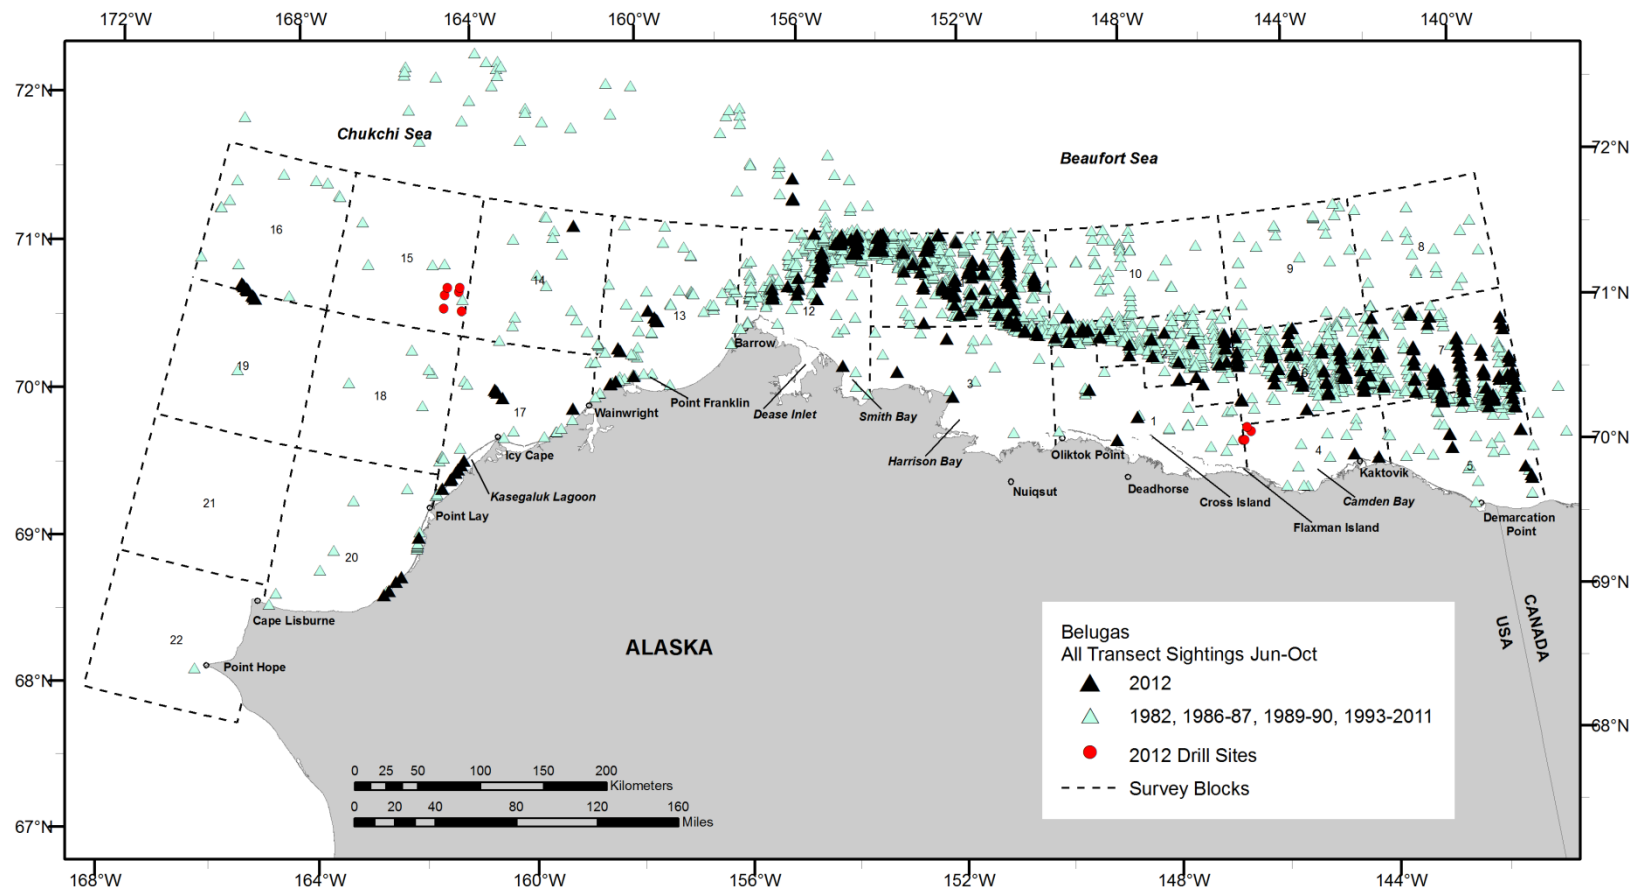 172°W 168°W 164°W 160°W 156°W 152°W 148°W 144°W 140°W
72°N
Chukchi Sea
Beaufort Sea
72°N
16
15
14
13
12
10
9
8
71°N
71°N
19
18
17
3
2
1
6
7
4
5
Barrow
70°N
Wainwright
Point Franklin
Dease Inlet
Smith Bay
70°N
Icy Cape
Harrison Bay
Oliktok Point
Kaktovik
Kasegaluk Lagoon
Nuiqsut
Deadhorse
Cross Island
Camden Bay
21
Point Lay
Flaxman Island
Demarcation
Point
69°N
20
69°N
Cape Lisburne
22
Point Hope
ALASKA
USA
CANADA
68°N
68°N
67°N
67°N
Belugas
All Transect Sightings Jun-Oct
2012
1982, 1986-87, 1989-90, 1993-2011
2012 Drill Sites
Survey Blocks
0 25 50 100 150 200
Kilometers
0 20 40 80 120 160
Miles
168°W 164°W 160°W 156°W 152°W 148°W 144°W